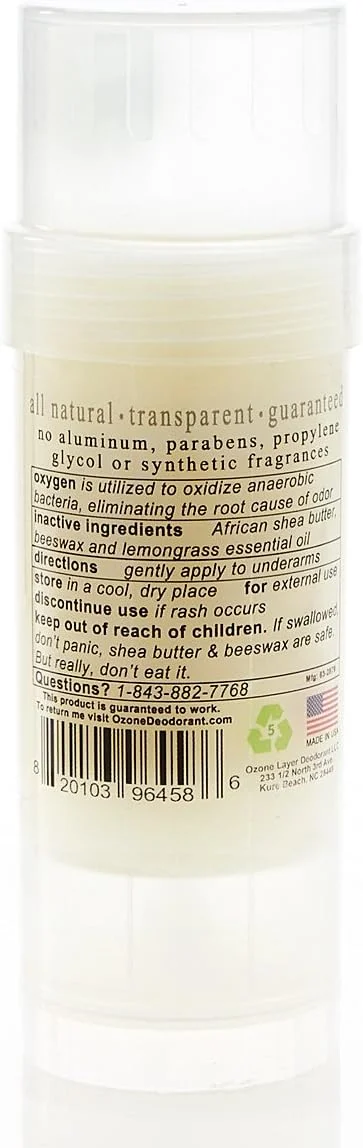 all natural • transparent • guaranteed
no aluminum, parabens, propylene
glycol or synthetic fragrances
oxygen is utilized to oxidize anaerobic
bacteria, eliminating the root cause of odor
inactive ingredients African shea butter,
beeswax and lemongrass essential oil
directions gently apply to underarms
store in a cool, dry place for external use
discontinue use if rash occurs
keep out of reach of children. If swallowed,
don't panic, shea butter & beeswax are safe.
But really, don't eat it.
Questions? 1-843-882-7768
Mfg:
This product is guaranteed to work.
To return me visit OzoneDeodorant.com
5
MADE IN USA
Ozone Layer Deodorant LLC
233 1/2 North 3rd Ave
Kure Beach, NC 28449
8 20103 96458 6